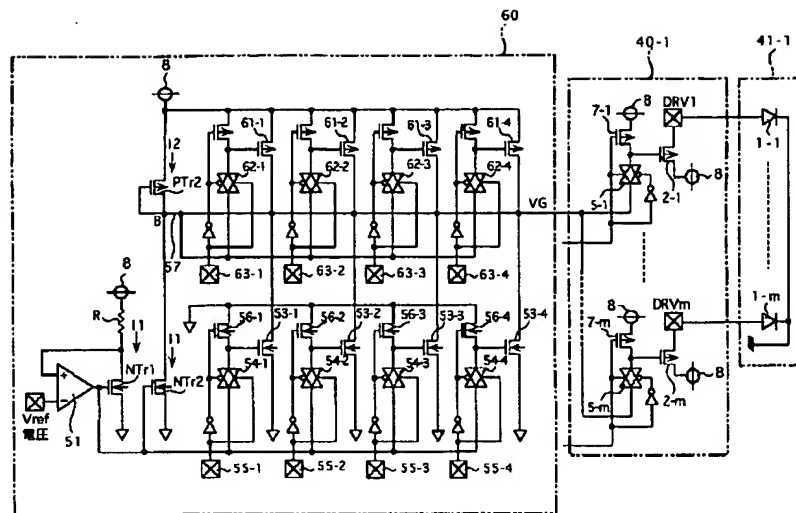 60
40-1
41-1
8
8
DRV1
7-1
61-1
61-2
61-3
61-4
1-1
I2
62-1
62-2
62-3
62-4
8
PTr2
5-1
2-1
B
VG
57
8
63-1
63-2
63-3
63-4
8
DRVm
R
56-1
53-1
56-2
53-2
56-3
53-3
56-4
53-4
7-m
1-m
I1
I1
NTr1
NTr2
54-1
54-2
54-3
54-4
8
+
-
5-m
2-m
Vref
電圧
51
55-1
55-2
55-3
55-4